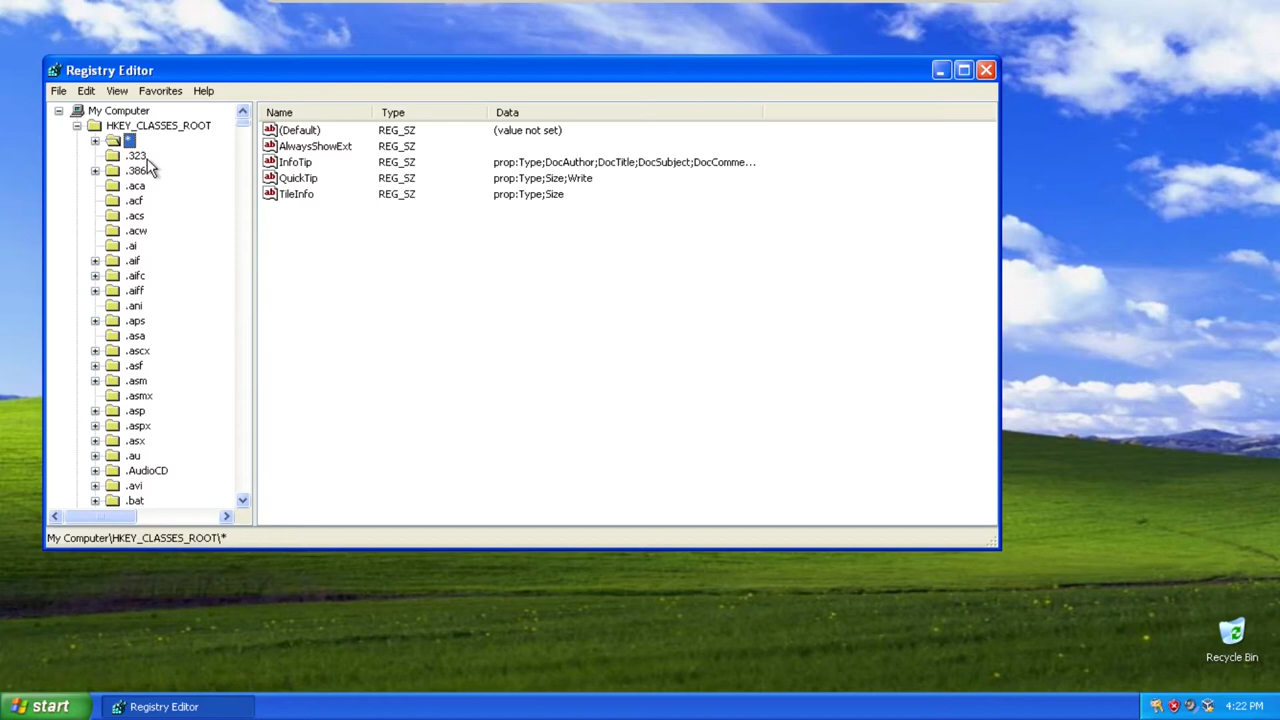 Registry Editor
File Edit View Favorites Help
My Computer
HKEY_CLASSES_ROOT
*
.323
.386
.aca
.acf
.acs
.acw
.ai
.aif
.aifc
.aiff
.ani
.aps
.asa
.ascx
.asf
.asm
.asmx
.asp
.aspx
.asx
.au
.AudioCD
.avi
.bat
Name Type Data
(Default) REG_SZ (value not set)
AlwaysShowExt REG_SZ
InfoTip REG_SZ prop:Type;DocAuthor;DocTitle;DocSubject;DocComme...
QuickTip REG_SZ prop:Type;Size;Write
TileInfo REG_SZ prop:Type;Size
My Computer\HKEY_CLASSES_ROOT\*
Recycle Bin
start Registry Editor 4:22 PM